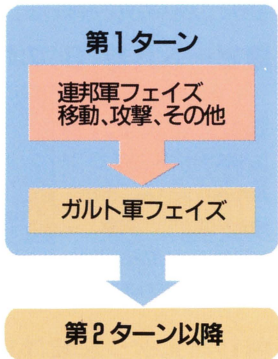 第1ターン
連邦軍フェイズ
移動、攻撃、その他
ガルト軍フェイズ
第2ターン以降